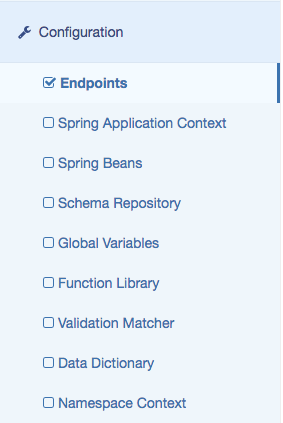 Configuration
Endpoints
Spring Application Context
Spring Beans
Schema Repository
Global Variables
Function Library
Validation Matcher
Data Dictionary
Namespace Context